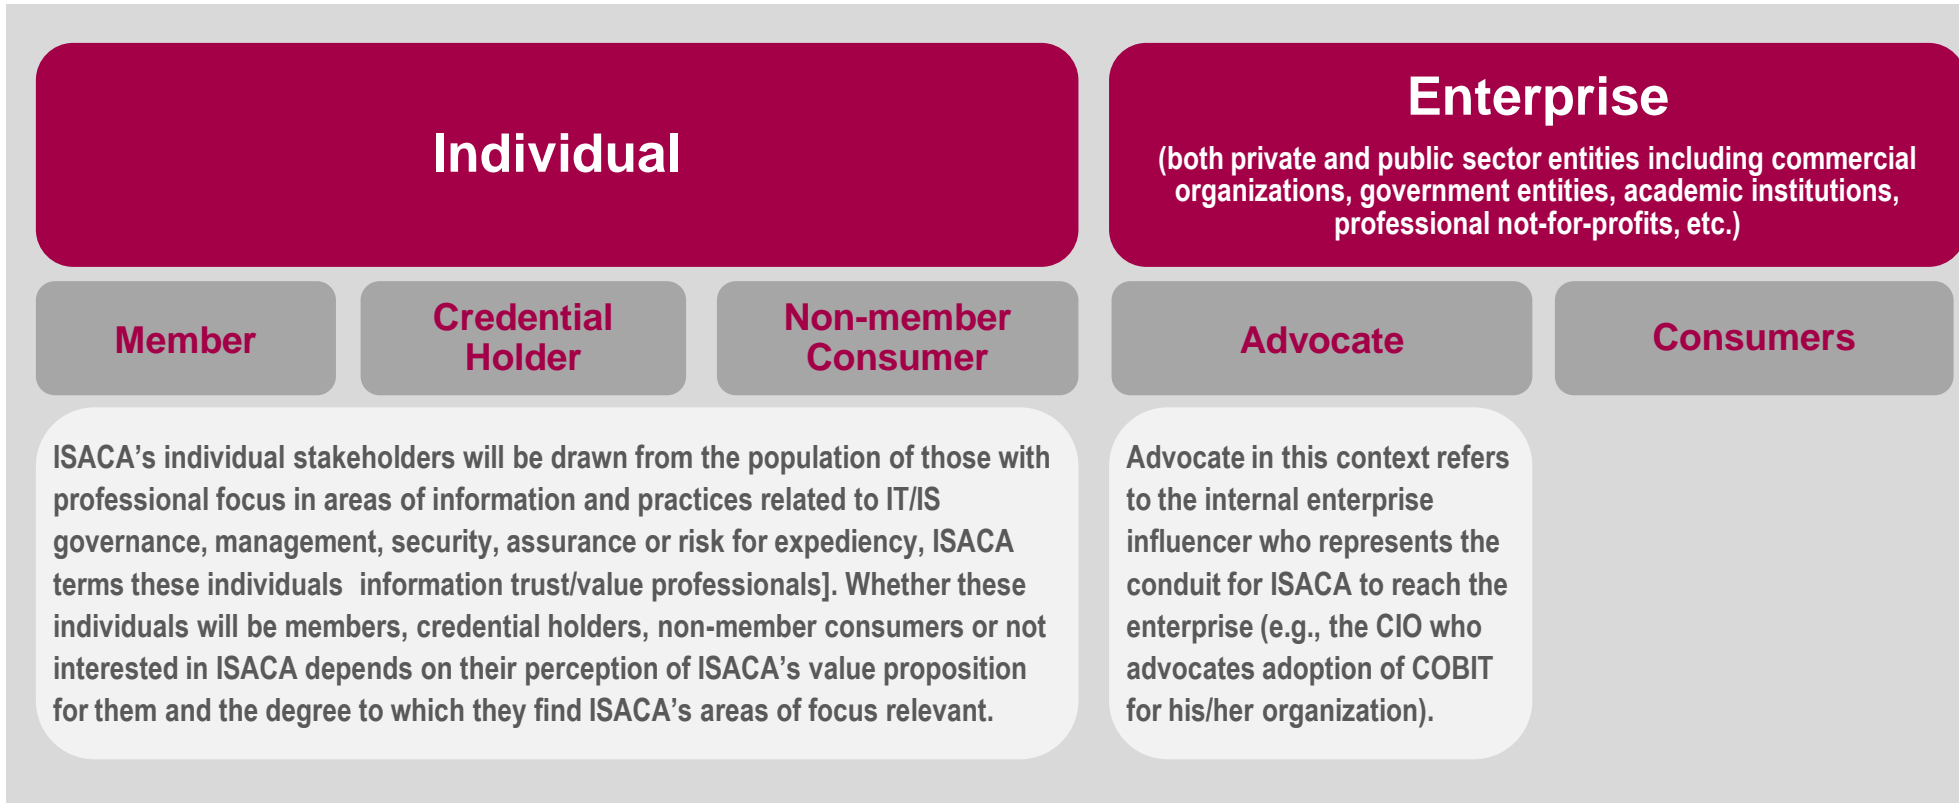 Individual
Enterprise
(both private and public sector entities including commercial
organizations, government entities, academic institutions,
professional not-for-profits, etc.)
Member
Credential
Holder
Non-member
Consumer
Advocate
Consumers
ISACA’s individual stakeholders will be drawn from the population of those with
professional focus in areas of information and practices related to IT/IS
governance, management, security, assurance or risk for expediency, ISACA
terms these individuals  information trust/value professionals]. Whether these
individuals will be members, credential holders, non-member consumers or not
interested in ISACA depends on their perception of ISACA’s value proposition
for them and the degree to which they find ISACA’s areas of focus relevant.
Advocate in this context refers
to the internal enterprise
influencer who represents the
conduit for ISACA to reach the
enterprise (e.g., the CIO who
advocates adoption of COBIT
for his/her organization).